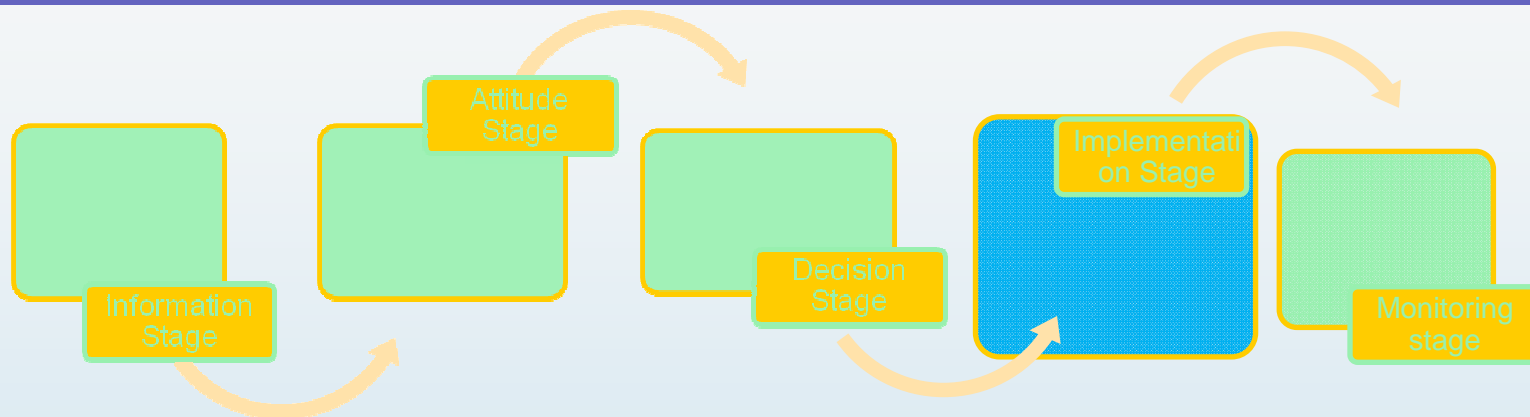 Information
Stage
Attitude
Stage
Decision
Stage
Implementati
on Stage
Monitoring
stage